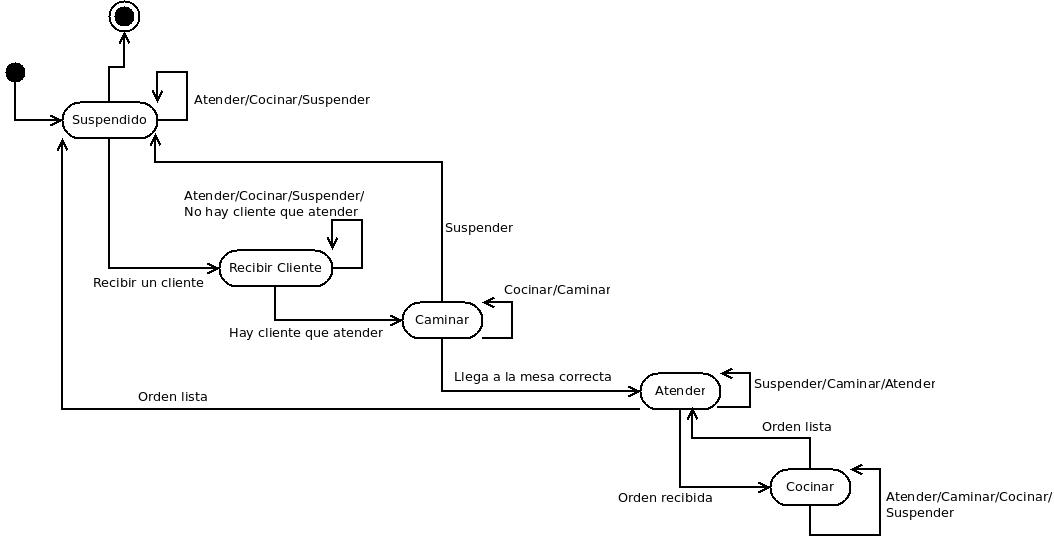 Atender/Cocinar/Suspender
Suspendido
Atender/Cocinar/Suspender/
No hay cliente que atender
Suspender
Recibir Cliente
Recibir un cliente
Cocinar/Caminar
Caminar
Hay cliente que atender
Llega a la mesa correcta
Suspender/Caminar/Atender
Atender
Orden lista
Orden lista
Cocinar
Orden recibida
Atender/Caminar/Cocinar/
Suspender